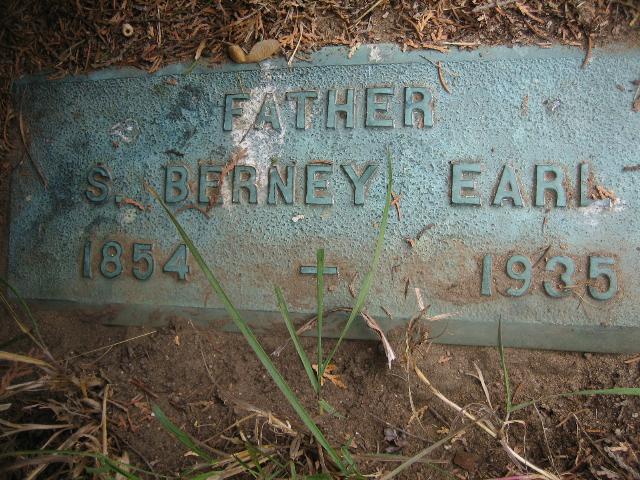 FATHER
S. BERNEY EARL
1854 - 1935